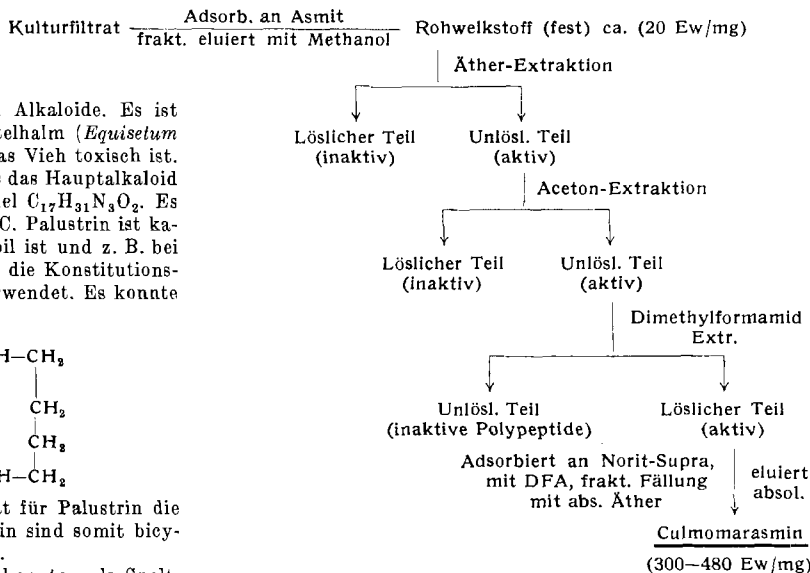 Kulturfiltrat Adsorb. an Asmit Rohwelkstoff (fest) ca. (20 Ew/mg)
frakt. eluiert mit Methanol
Äther-Extraktion
Löslicher Teil Unlösl. Teil
(inaktiv) (aktiv)
Aceton-Extraktion
Löslicher Teil Unlösl. Teil
(inaktiv) (aktiv)
Dimethylformamid
Extr.
Unlösl. Teil Löslicher Teil
(inaktive Polypeptide) (aktiv)
Adsorbiert an Norit-Supra, eluiert
mit DFA, frakt. Fällung absol.
mit abs. Äther
Culmomarasmin
(300–480 Ew/mg)
Alkaloide. Es ist
telhalm (Equisetum
as Vieh toxisch ist.
das Hauptalkaloid
el C₁₇H₃₁N₃O₂. Es
C. Palustrin ist ka-
bil ist und z. B. bei
die Konstitutions-
wendet. Es konnte
H–CH₂
CH₂
CH₂
H–CH₂
t für Palustrin die
in sind somit bicy-